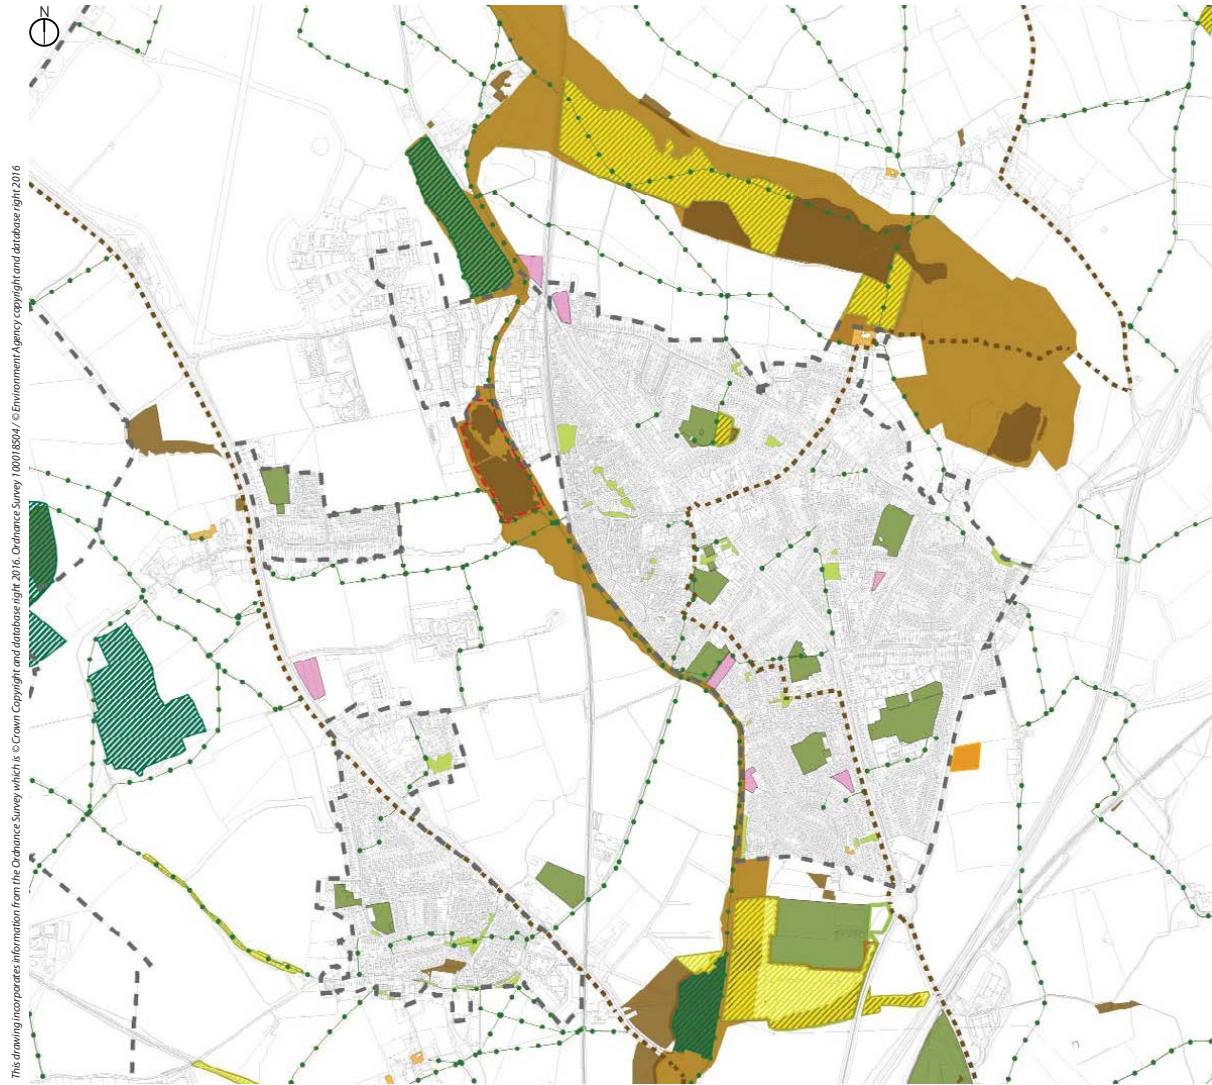 N
This drawing incorporates information from the Ordnance Survey which is © Crown Copyright and database right 2016. Ordnance Survey 100018504 / © Environment Agency copyright and database right 2016